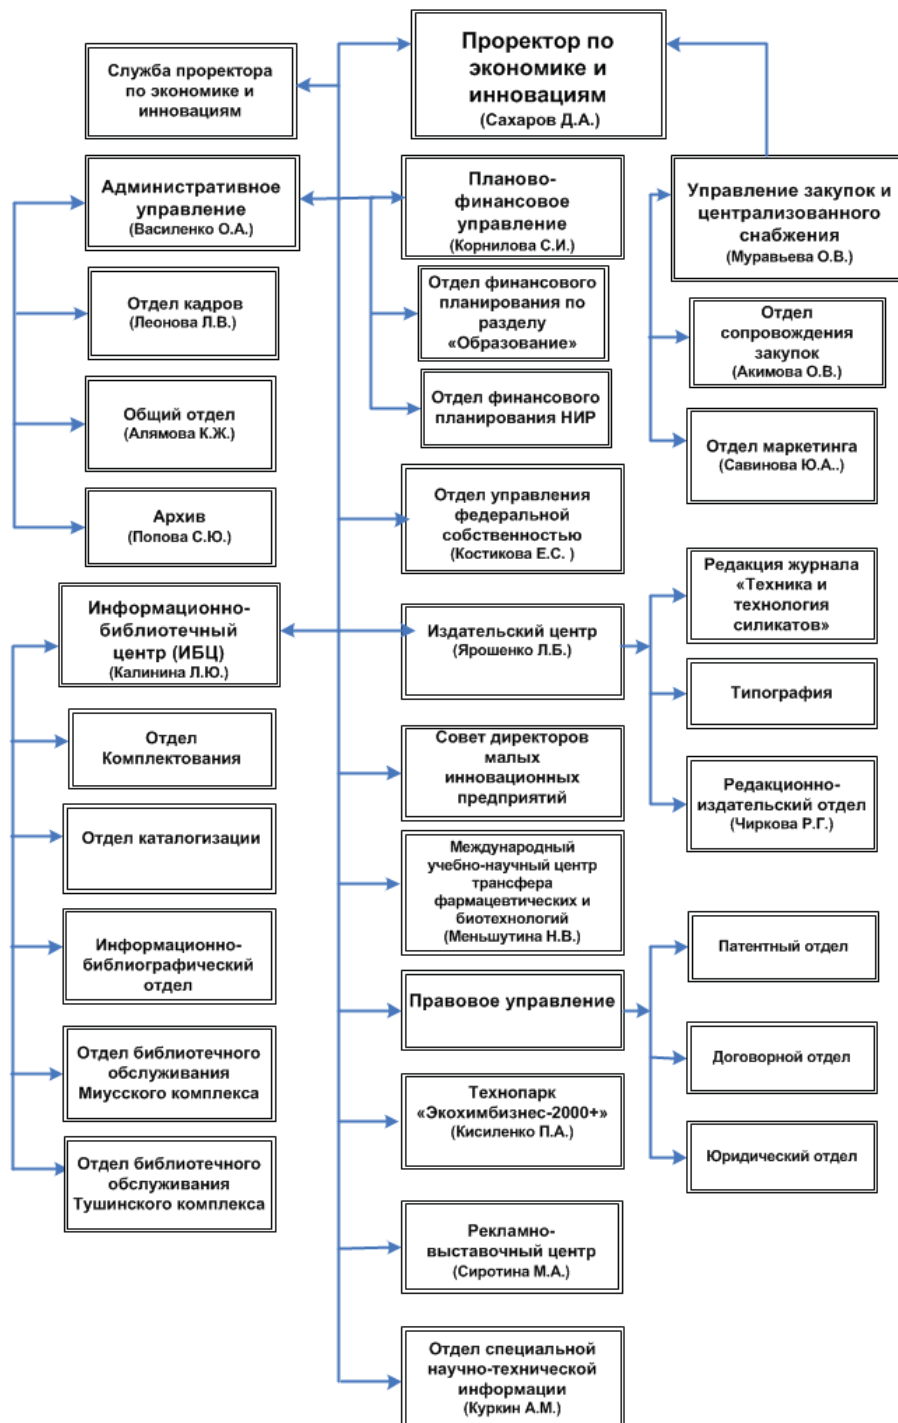 Проректор по
экономике и
инновациям
(Сахаров Д.А.)
Служба проректора
по экономике и
инновациям
Административное
управление
(Василенко О.А.)
Отдел кадров
(Леонова Л.В.)
Общий отдел
(Алямова К.Ж.)
Архив
(Попова С.Ю.)
Информационно-
библиотечный
центр (ИБЦ)
(Калинина Л.Ю.)
Отдел
Комплектования
Отдел каталогизации
Информационно-
библиографический
отдел
Отдел библиотечного
обслуживания
Миусского комплекса
Отдел библиотечного
обслуживания
Тушинского комплекса
Планово-
финансовое
управление
(Корнилова С.И.)
Отдел финансового
планирования по
разделу
«Образование»
Отдел финансового
планирования НИР
Отдел управления
федеральной
собственностью
(Костикова Е.С. )
Издательский центр
(Ярошенко Л.Б.)
Совет директоров
малых
инновационных
предприятий
Международный
учебно-научный центр
трансфера
фармацевтических и
биотехнологий
(Меньшутина Н.В.)
Правовое управление
Технопарк
«Экохимбизнес-2000+»
(Кисиленко П.А.)
Рекламно-
выставочный центр
(Сиротина М.А.)
Отдел специальной
научно-технической
информации
(Куркин А.М.)
Управление закупок и
централизованного
снабжения
(Муравьева О.В.)
Отдел
сопровождения
закупок
(Акимова О.В.)
Отдел маркетинга
(Савинова Ю.А..)
Редакция журнала
«Техника и
технология
силикатов»
Типография
Редакционно-
издательский отдел
(Чиркова Р.Г.)
Патентный отдел
Договорной отдел
Юридический отдел